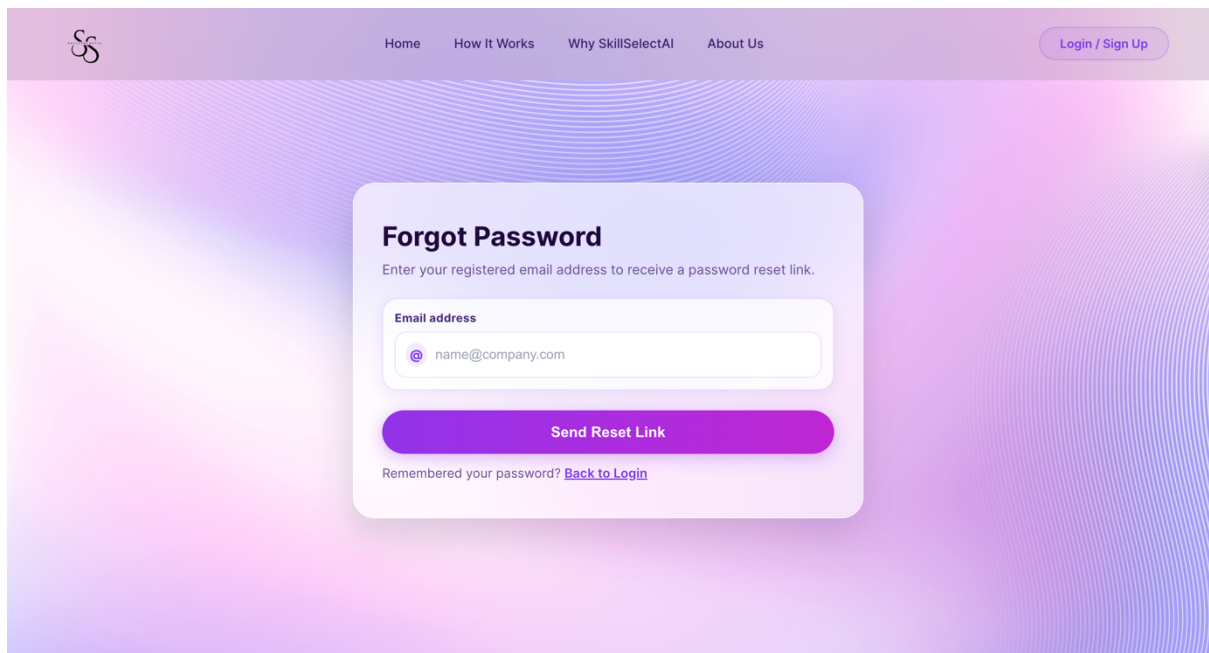 SS
Home
How It Works
Why SkillSelectAI
About Us
Login / Sign Up
Forgot Password
Enter your registered email address to receive a password reset link.
Email address
@ name@company.com
Send Reset Link
Remembered your password? Back to Login